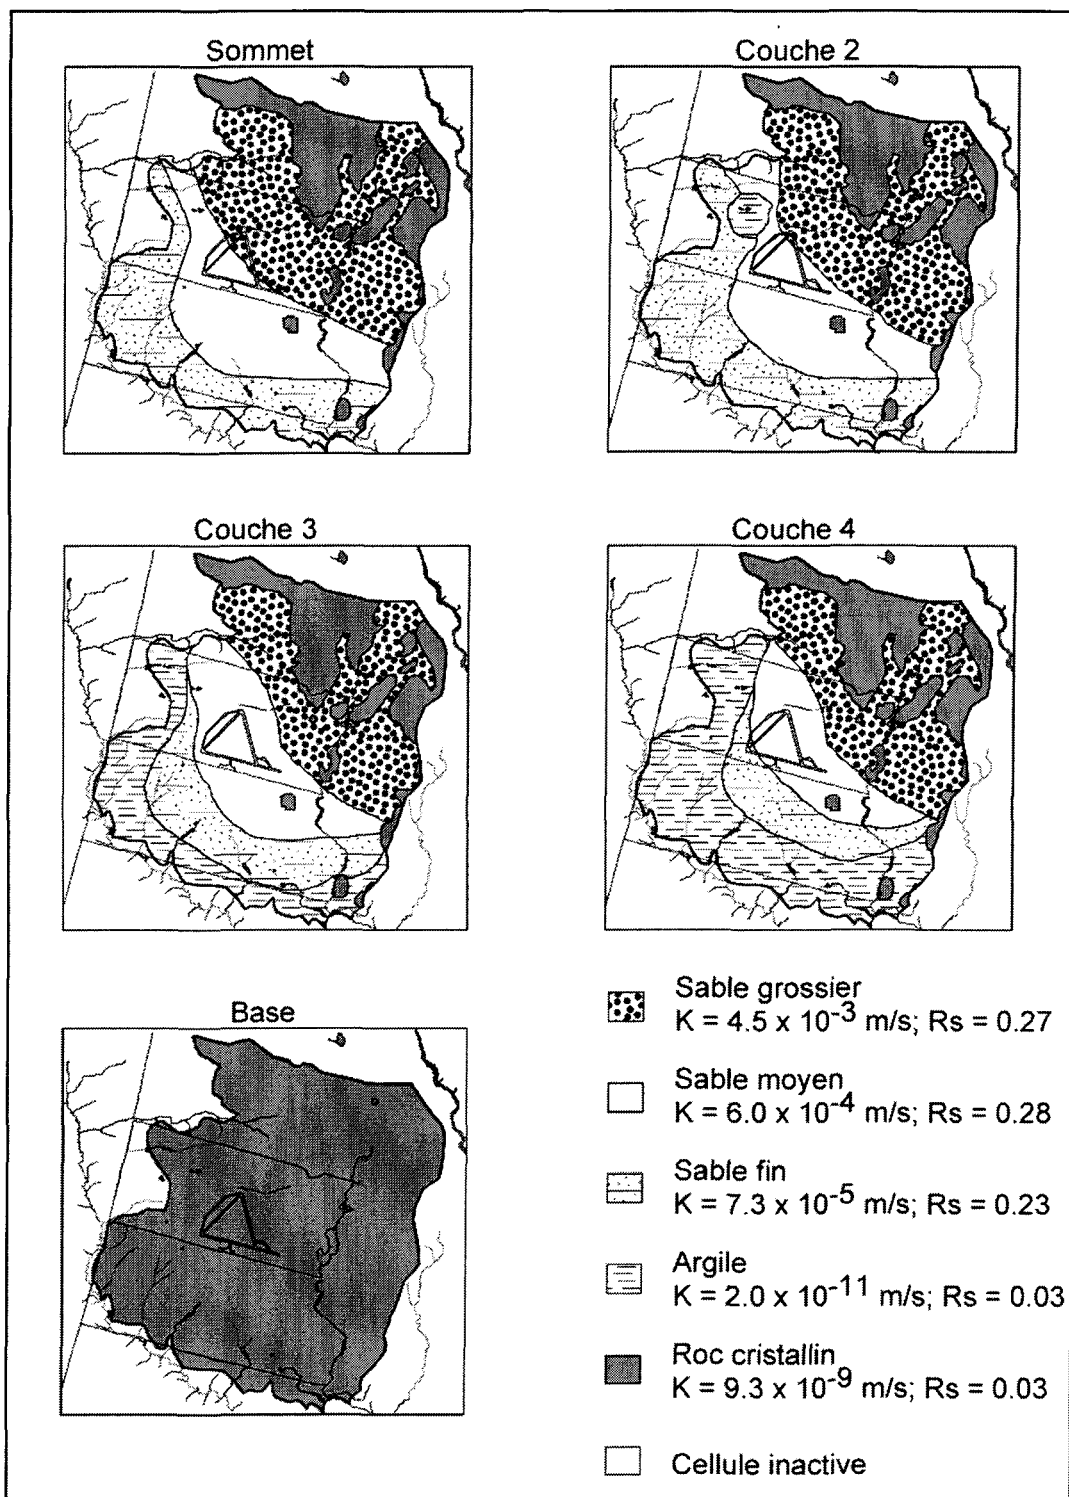 Sommet
Couche 2
Couche 3
Couche 4
Base
Sable grossier
K = 4.5 x 10⁻³ m/s; Rs = 0.27
Sable moyen
K = 6.0 x 10⁻⁴ m/s; Rs = 0.28
Sable fin
K = 7.3 x 10⁻⁵ m/s; Rs = 0.23
Argile
K = 2.0 x 10⁻¹¹ m/s; Rs = 0.03
Roc cristallin
K = 9.3 x 10⁻⁹ m/s; Rs = 0.03
Cellule inactive